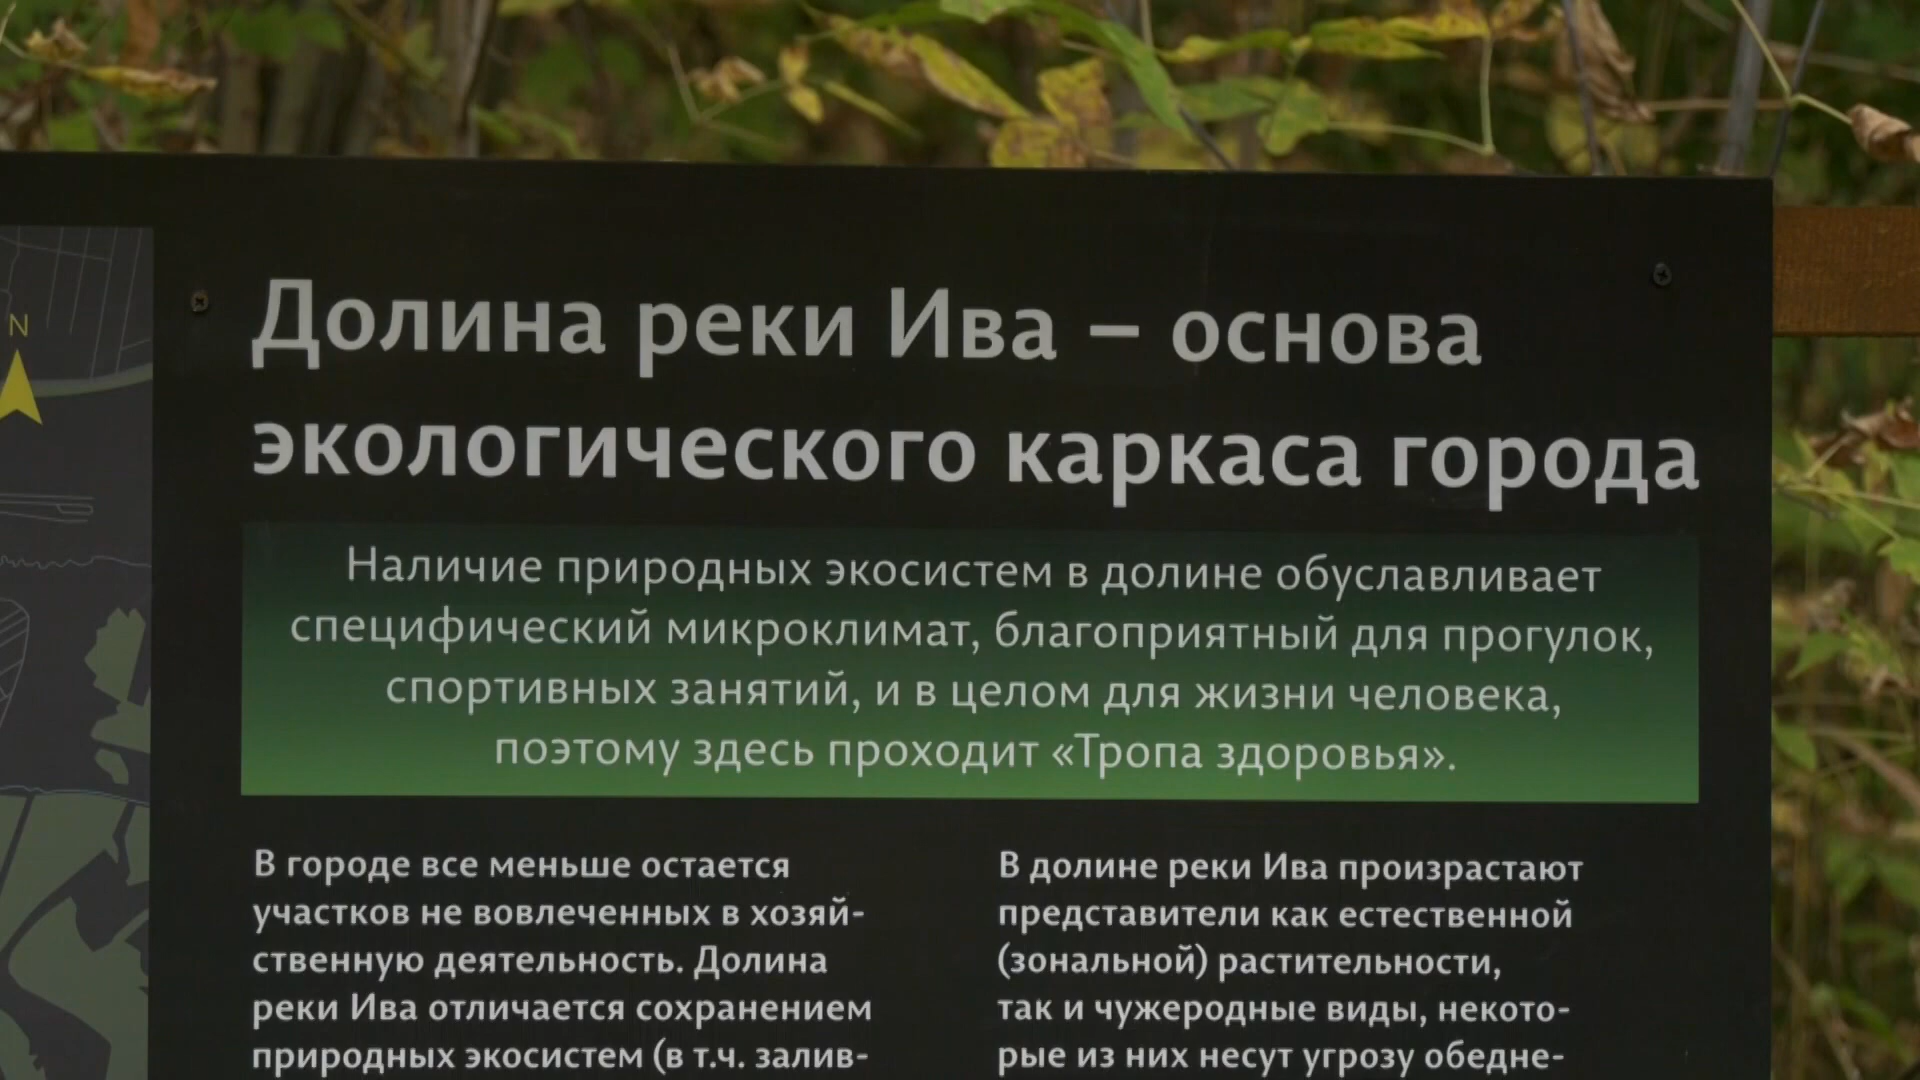 N
Долина реки Ива – основа
экологического каркаса города
Наличие природных экосистем в долине обуславливает
специфический микроклимат, благоприятный для прогулок,
спортивных занятий, и в целом для жизни человека,
поэтому здесь проходит «Тропа здоровья».
В городе все меньше остается
участков не вовлеченных в хозяй-
ственную деятельность. Долина
реки Ива отличается сохранением
природных экосистем (в т.ч. залив-
В долине реки Ива произрастают
представители как естественной
(зональной) растительности,
так и чужеродные виды, некото-
рые из них несут угрозу обедне-